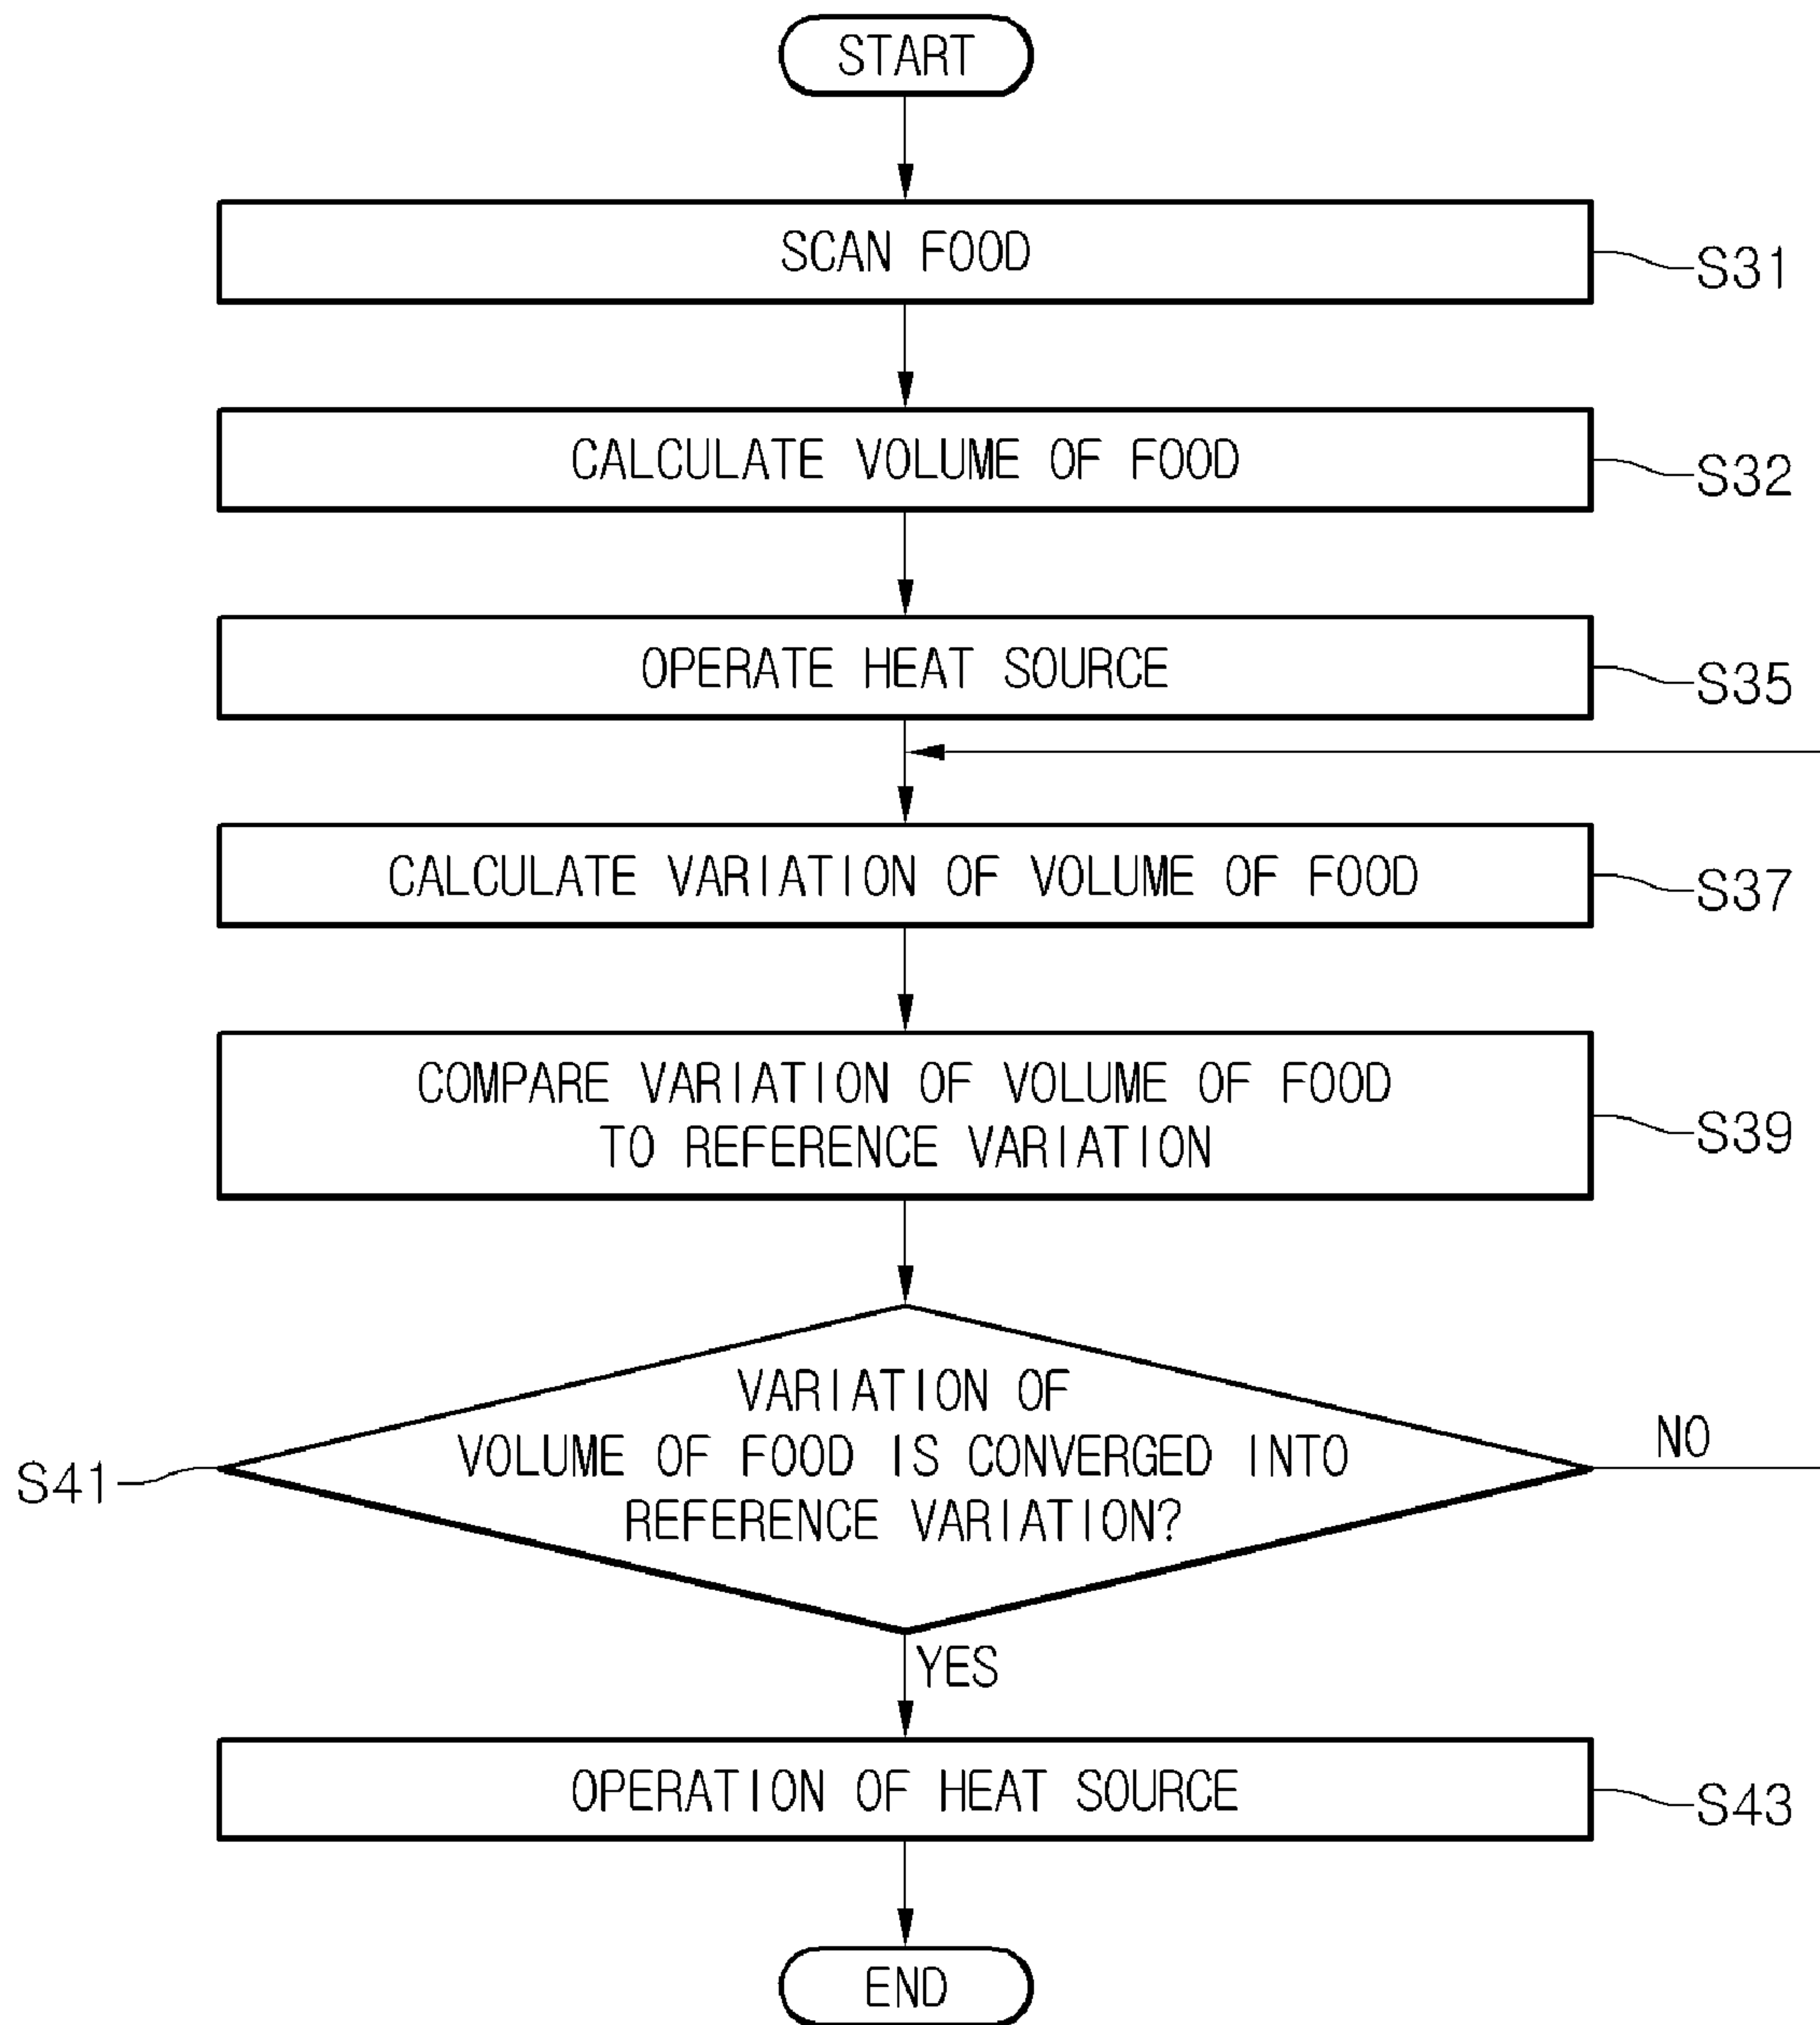 START
SCAN FOOD
S31
CALCULATE VOLUME OF FOOD
S32
OPERATE HEAT SOURCE
S35
CALCULATE VARIATION OF VOLUME OF FOOD
S37
COMPARE VARIATION OF VOLUME OF FOOD
TO REFERENCE VARIATION
S39
VARIATION OF
VOLUME OF FOOD IS CONVERGED INTO
REFERENCE VARIATION?
S41
NO
YES
OPERATION OF HEAT SOURCE
S43
END